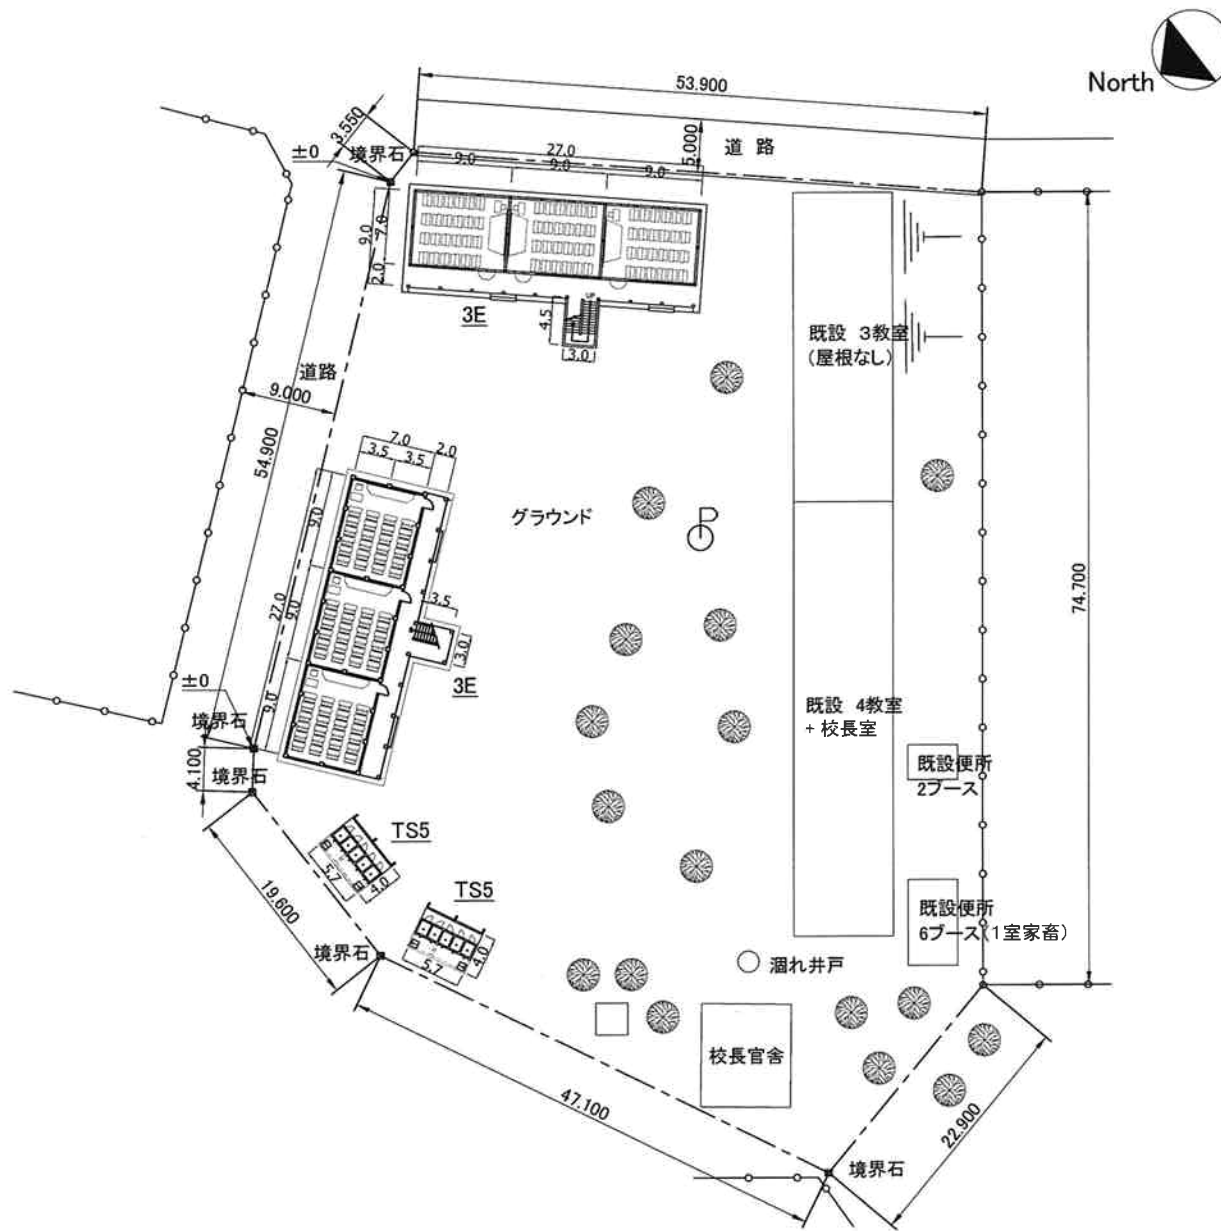 North
53.900
3.550
±0
境界石
27.0
9.0
9.0
9.0
5.000
道 路
9.0
7.0
2.0
3E
UP
4.5
3.0
既設 3教室
(屋根なし)
道路
9.000
54.900
7.0
3.5
3.5
2.0
9.0
グラウンド
74.700
27.0
9.0
3.5
3.0
3E
9.0
±0
境界石
4.100
境界石
既設 4教室
+ 校長室
既設便所
2ブース
TS5
5.7
4.0
19.600
TS5
境界石
4.0
5.7
既設便所
6ブース(1室家畜)
涸れ井戸
校長官舎
47.100
22.900
境界石